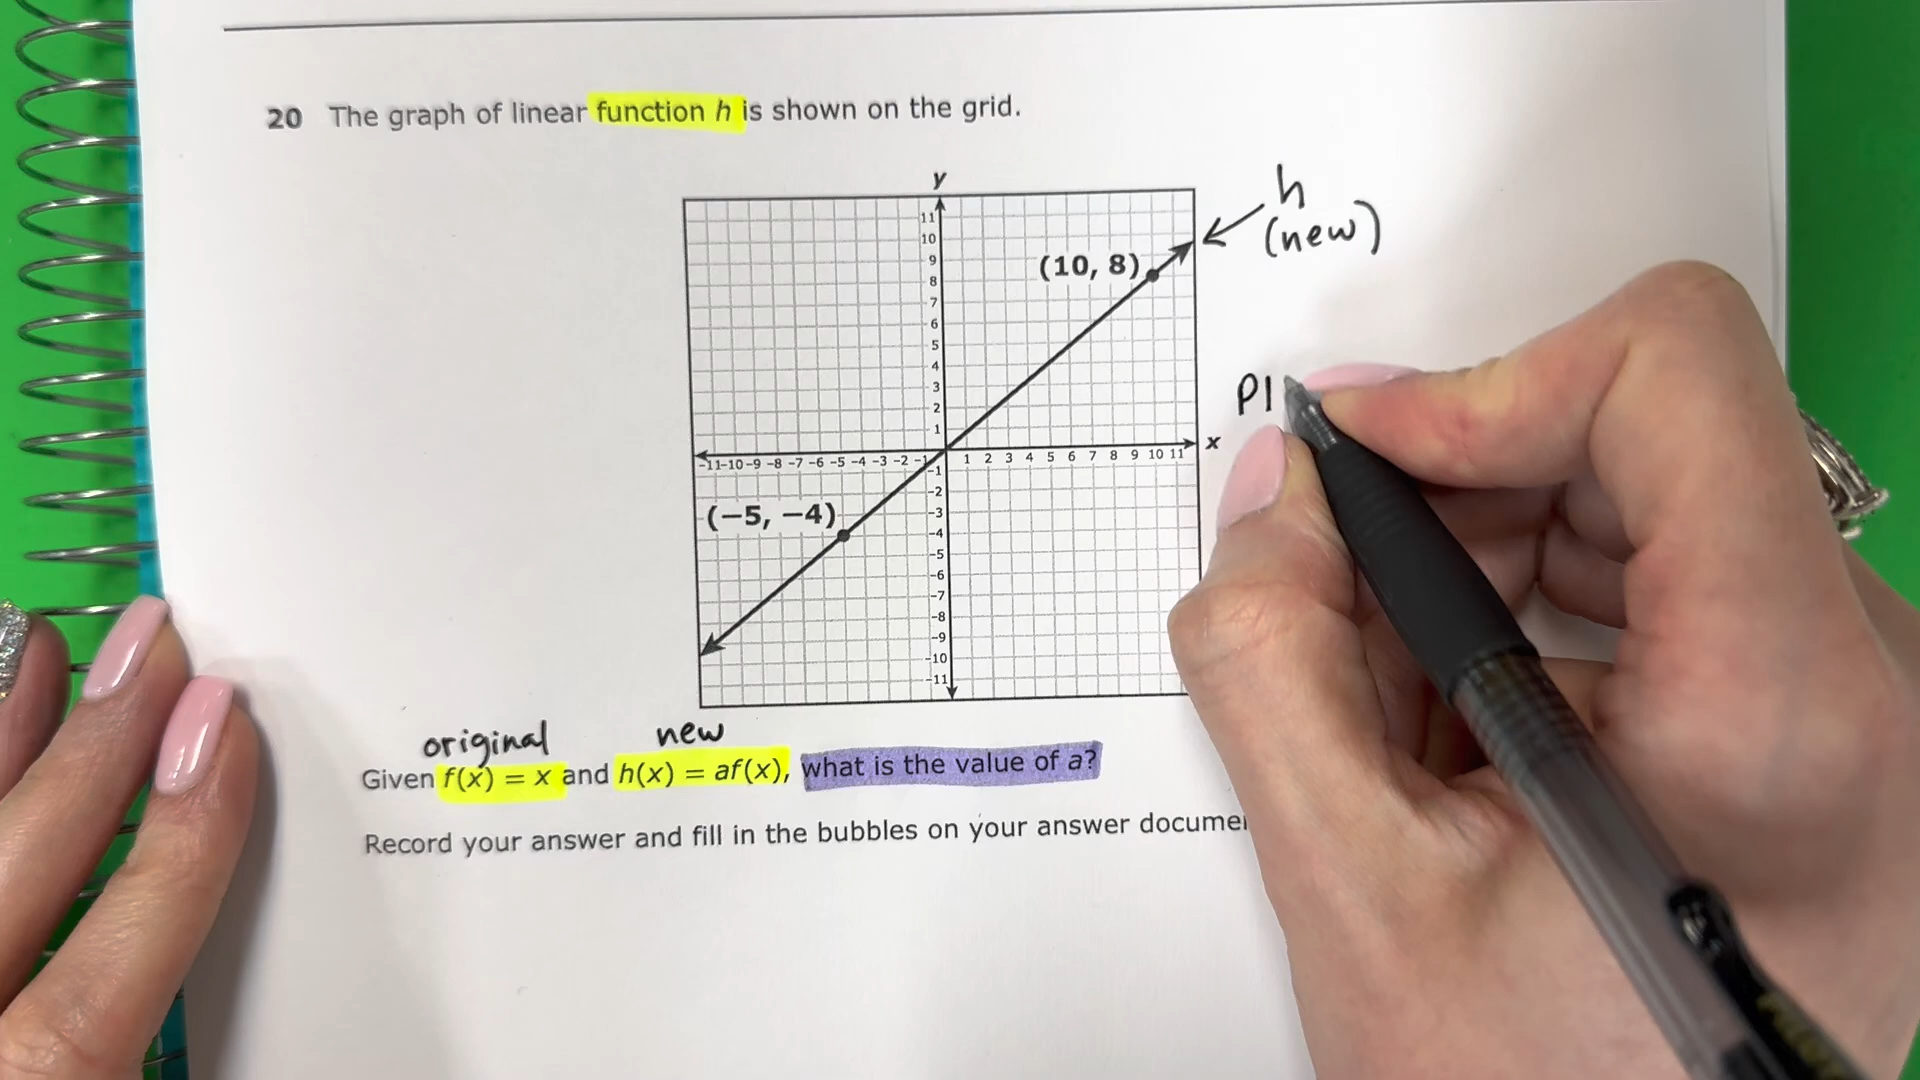 20 The graph of linear function h is shown on the grid.
y
h
(new)
(10, 8)
11
10
9
8
7
6
5
4
3
2
1
Pl
x
-11 -10 -9 -8 -7 -6 -5 -4 -3 -2 -1 1 2 3 4 5 6 7 8 9 10 11
(−5, −4)
-1
-2
-3
-4
-5
-6
-7
-8
-9
-10
-11
original new
Given f(x) = x and h(x) = af(x), what is the value of a?
Record your answer and fill in the bubbles on your answer